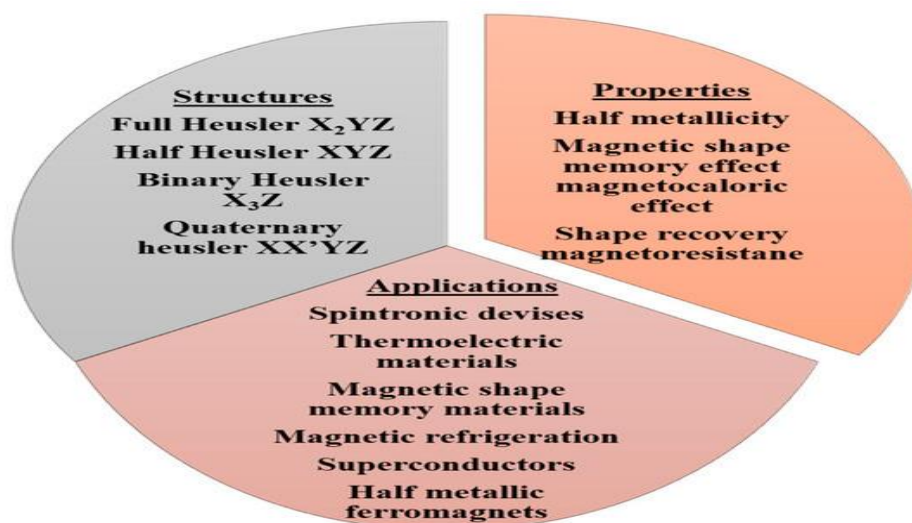 Structures
Full Heusler X₂YZ
Half Heusler XYZ
Binary Heusler
X₃Z
Quaternary
heusler XX’YZ
Properties
Half metallicity
Magnetic shape
memory effect
magnetocaloric
effect
Shape recovery
magnetoresistane
Applications
Spintronic devises
Thermoelectric
materials
Magnetic shape
memory materials
Magnetic refrigeration
Superconductors
Half metallic
ferromagnets